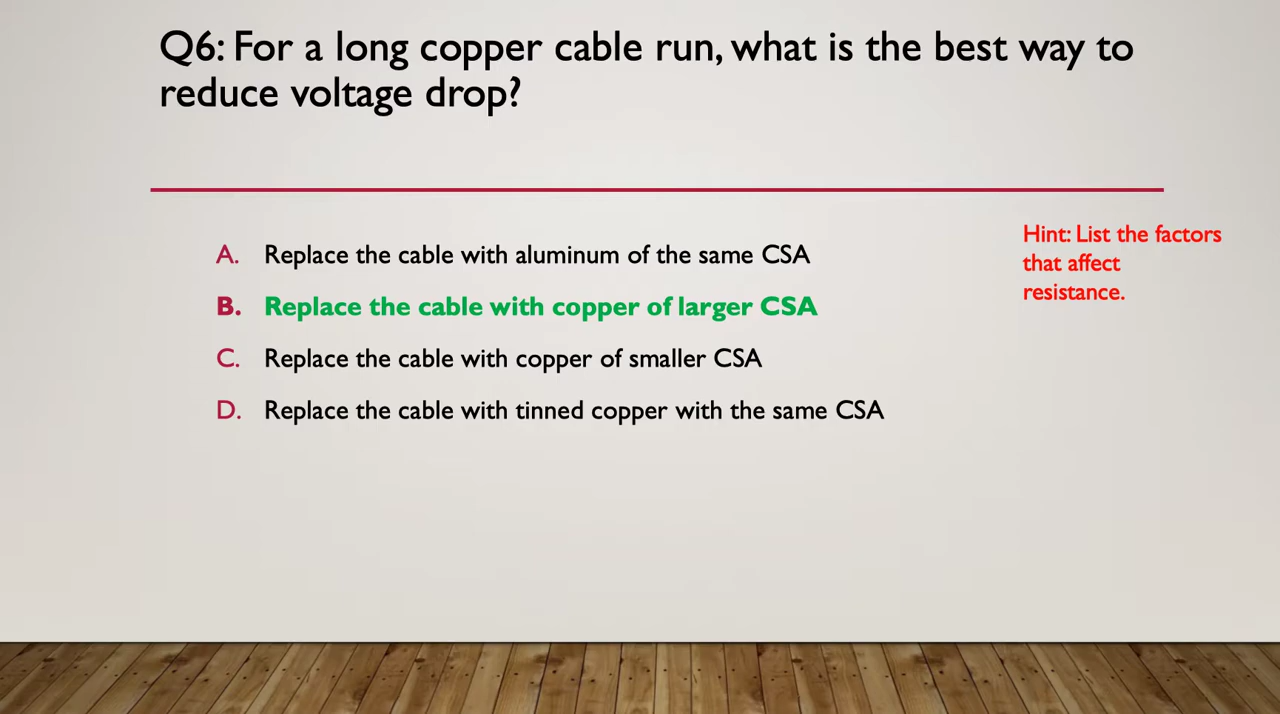 Q6: For a long copper cable run, what is the best way to
reduce voltage drop?
Hint: List the factors
that affect
resistance.
A. Replace the cable with aluminum of the same CSA
B. Replace the cable with copper of larger CSA
C. Replace the cable with copper of smaller CSA
D. Replace the cable with tinned copper with the same CSA